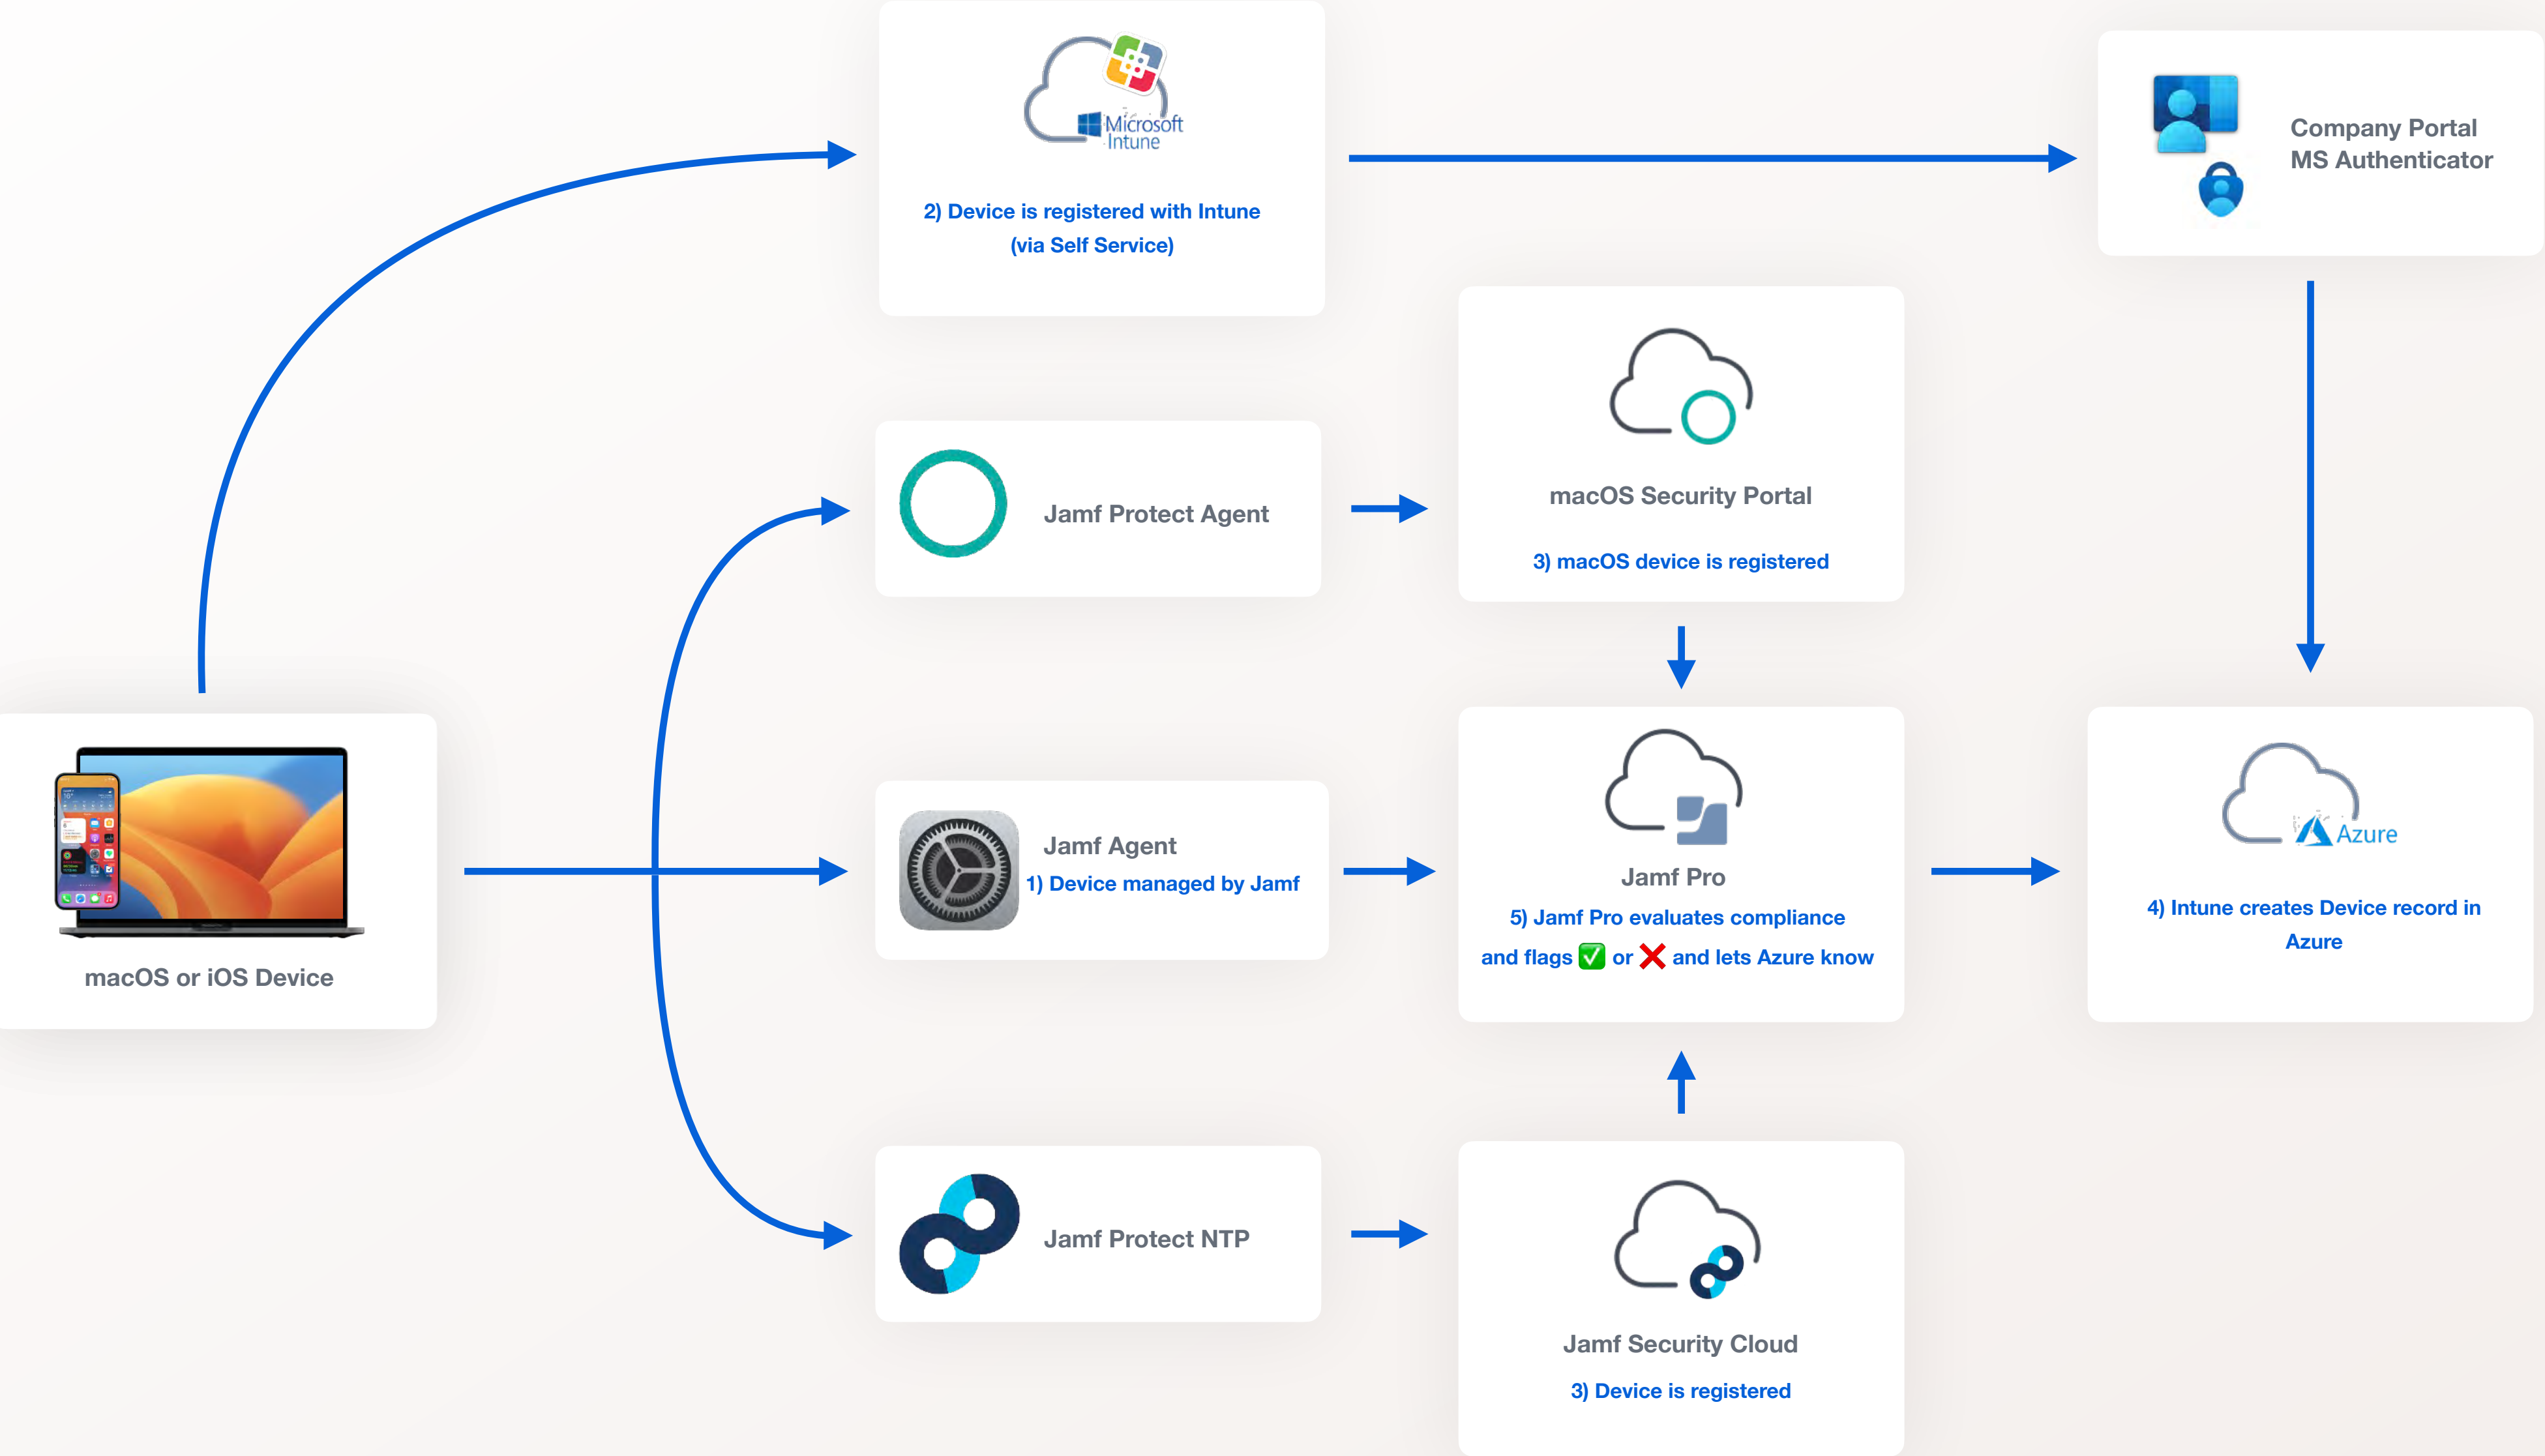 Microsoft
Intune
2) Device is registered with Intune
(via Self Service)
Company Portal
MS Authenticator
Jamf Protect Agent
macOS Security Portal
3) macOS device is registered
macOS or iOS Device
Jamf Agent
1) Device managed by Jamf
Jamf Pro
5) Jamf Pro evaluates compliance
and flags ✅ or ❌ and lets Azure know
Azure
4) Intune creates Device record in
Azure
Jamf Protect NTP
Jamf Security Cloud
3) Device is registered